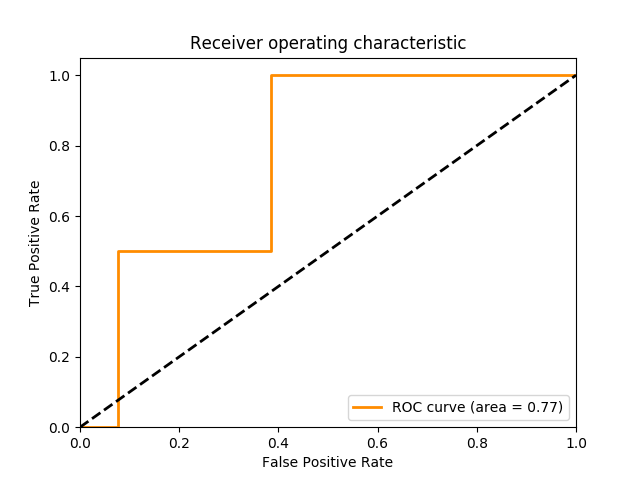 Receiver operating characteristic
1.0
0.8
0.6
0.4
0.2
0.0
True Positive Rate
ROC curve (area = 0.77)
0.0 0.2 0.4 0.6 0.8 1.0
False Positive Rate